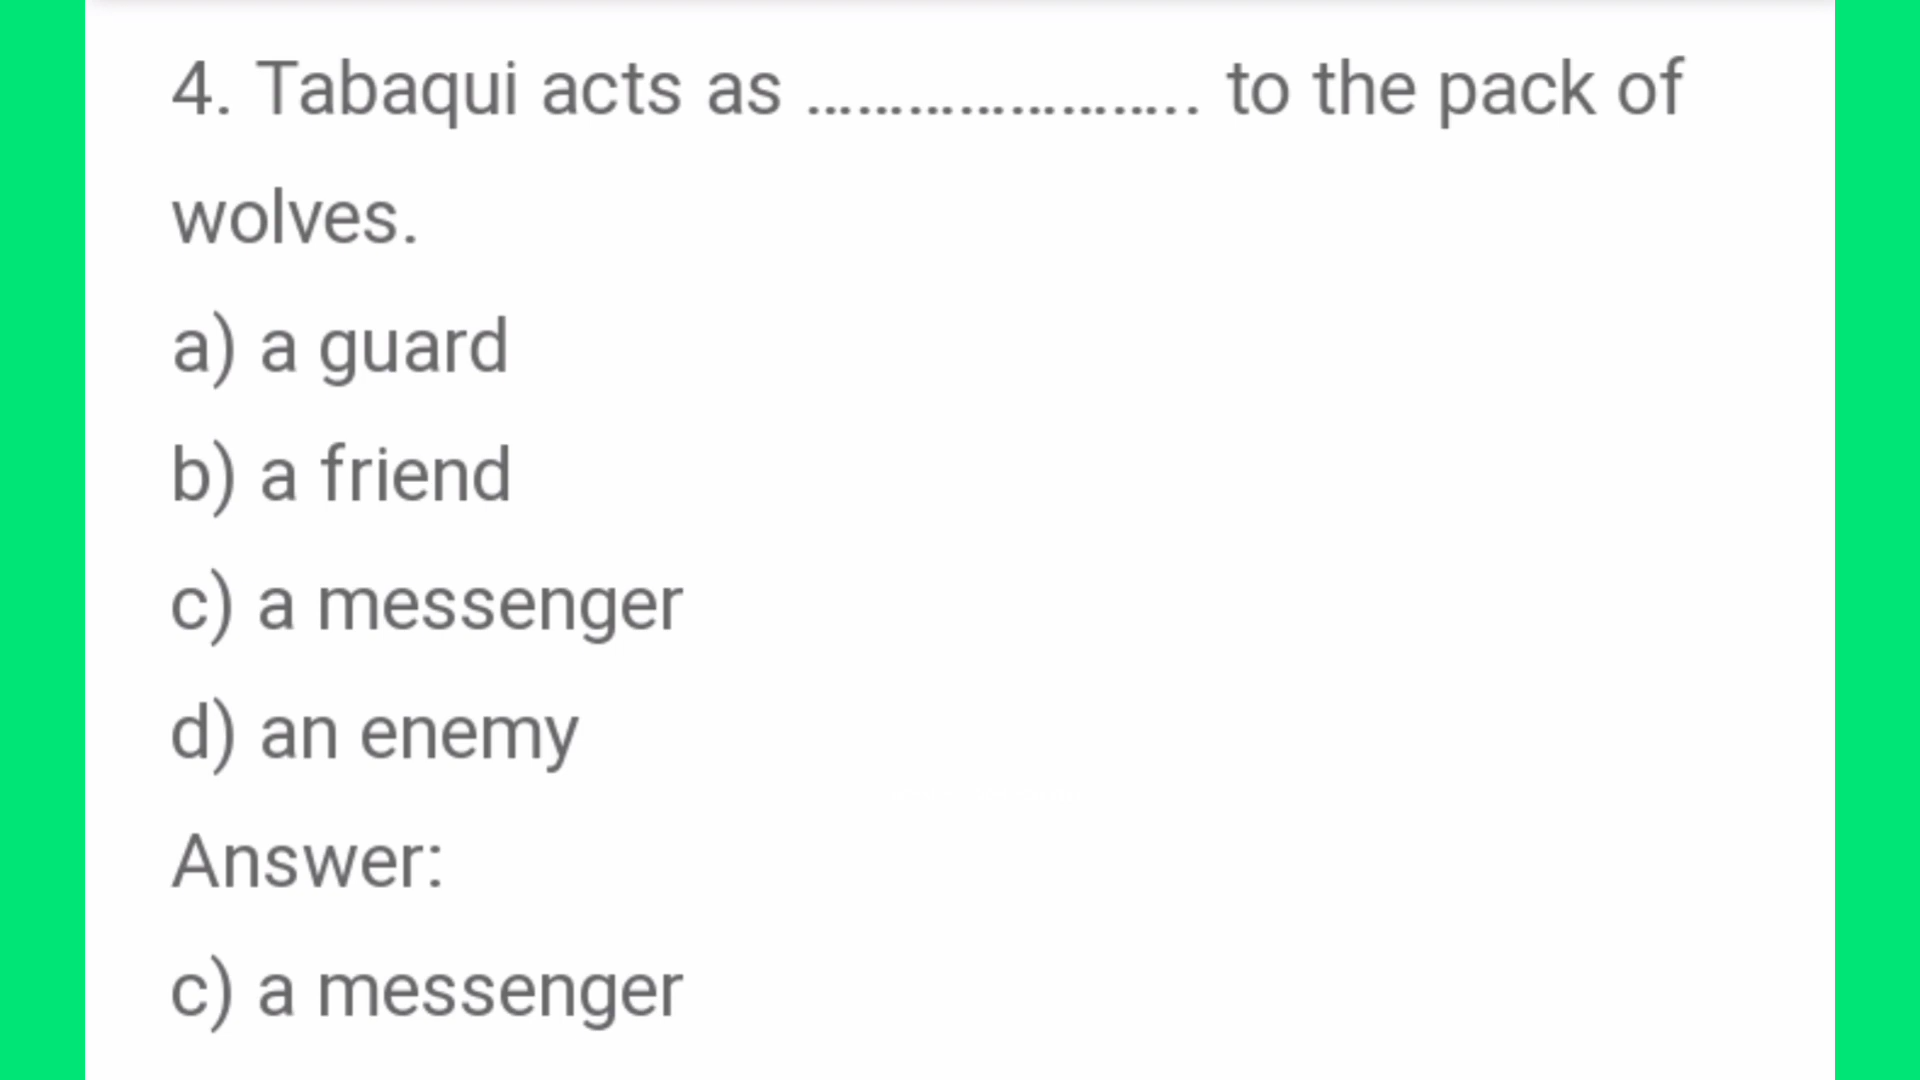 4. Tabaqui acts as ………………….. to the pack of
wolves.
a) a guard
b) a friend
c) a messenger
d) an enemy
Answer:
c) a messenger